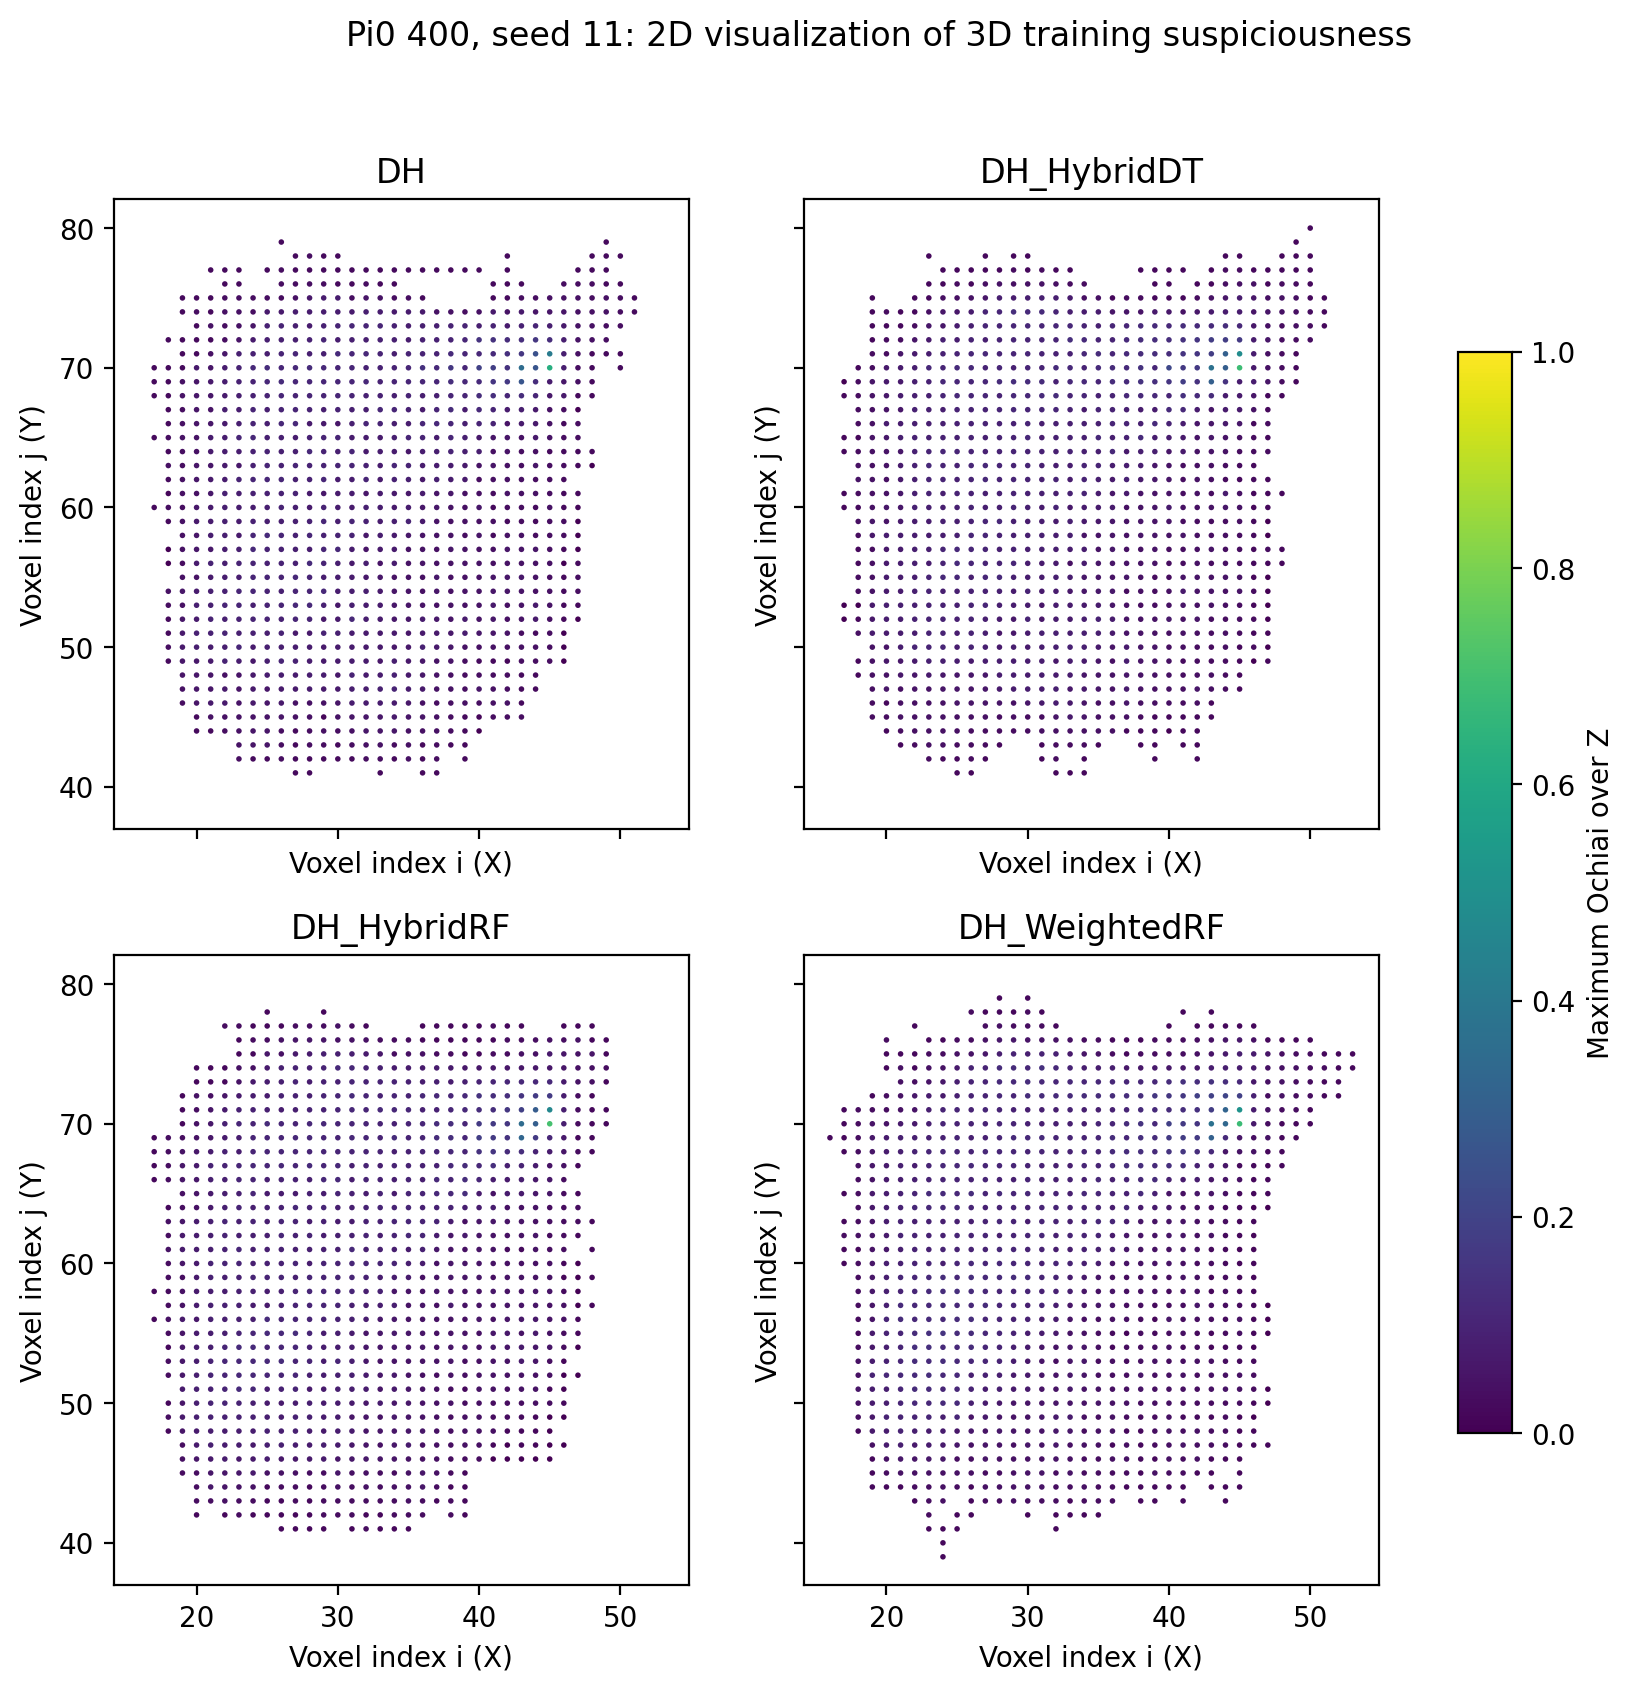 Pi0 400, seed 11: 2D visualization of 3D training suspiciousness
DH
DH_HybridDT
80
70
60
50
40
Voxel index j (Y)
Voxel index j (Y)
Voxel index i (X)
Voxel index i (X)
DH_HybridRF
DH_WeightedRF
80
70
60
50
40
Voxel index j (Y)
Voxel index j (Y)
20 30 40 50
20 30 40 50
Voxel index i (X)
Voxel index i (X)
1.0
0.8
0.6
0.4
0.2
0.0
Maximum Ochiai over Z